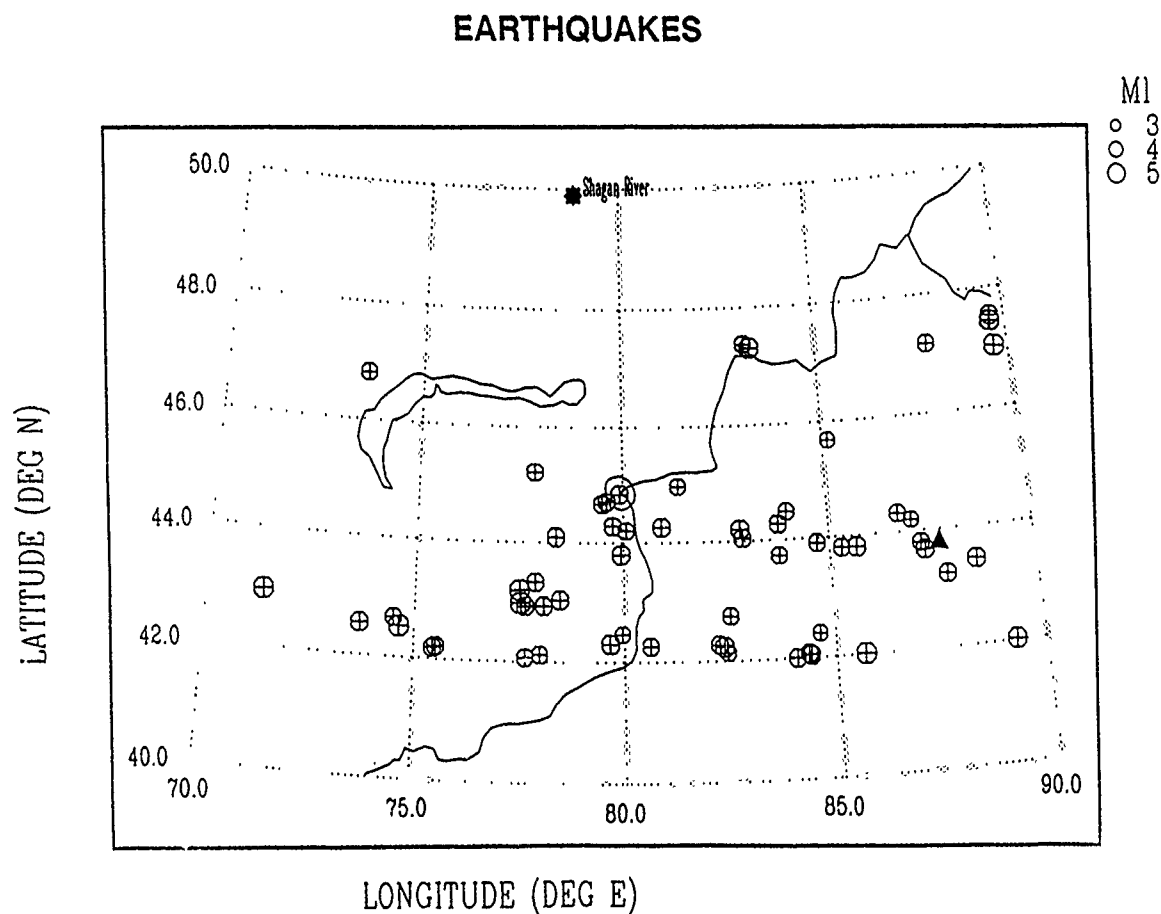 EARTHQUAKES
Ml
3
4
5
50.0
Shagan River
48.0
46.0
44.0
42.0
40.0
70.0
75.0
80.0
85.0
90.0
LATITUDE (DEG N)
LONGITUDE (DEG E)